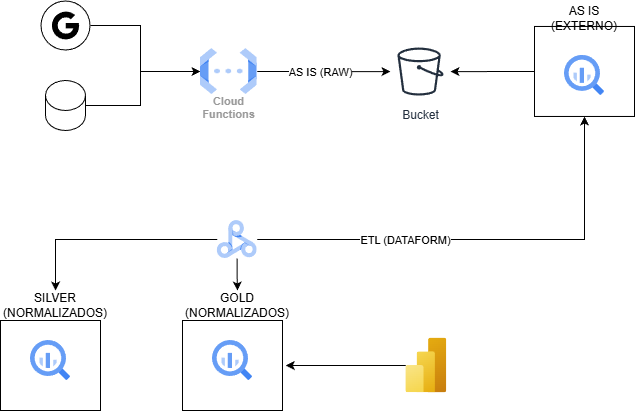 G
AS IS
(EXTERNO)
Cloud
Functions
AS IS (RAW)
Bucket
ETL (DATAFORM)
SILVER
(NORMALIZADOS)
GOLD
(NORMALIZADOS)